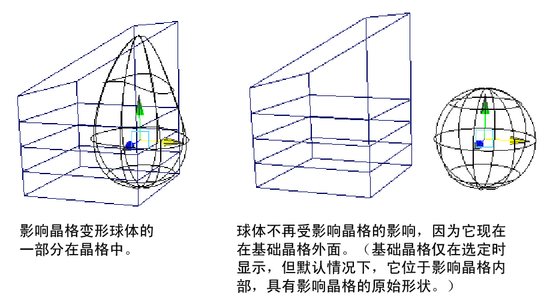 影响晶格变形球体的
一部分在晶格中。
球体不再受影响晶格的影响，因为它现在
在基础晶格外面。（基础晶格仅在选定时
显示，但默认情况下，它位于影响晶格内
部，具有影响晶格的原始形状。）